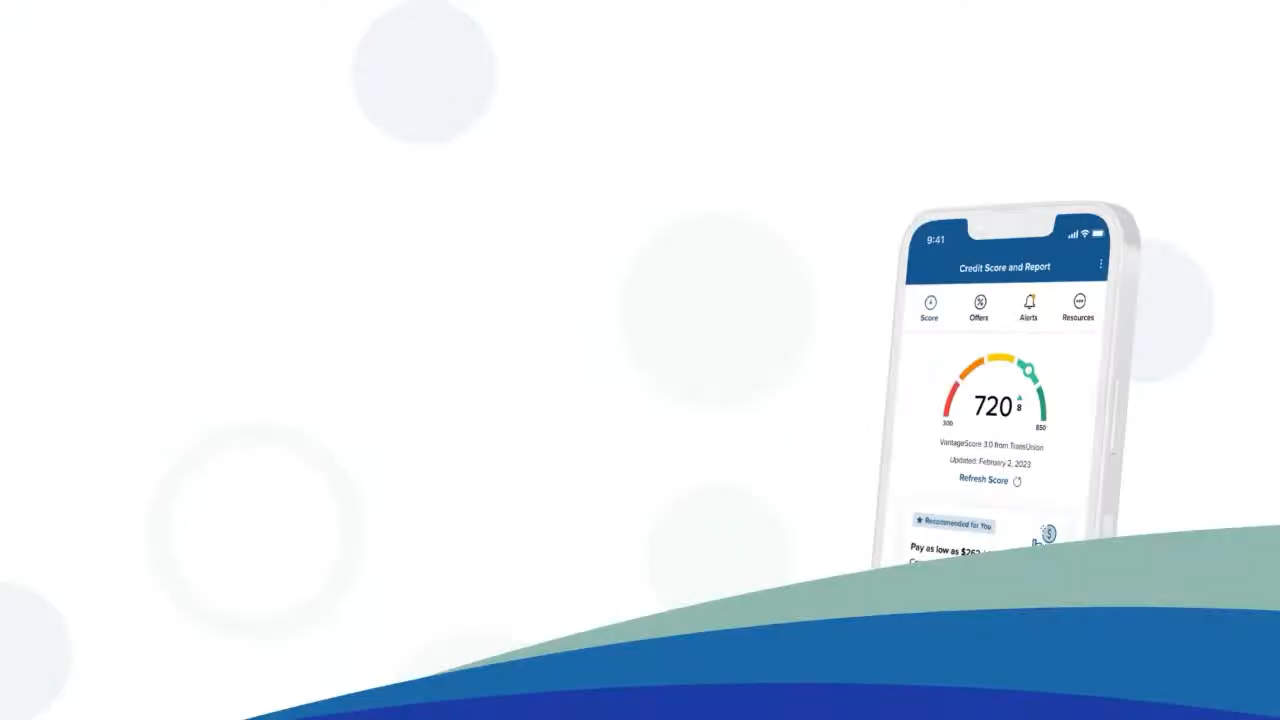 9:41
Credit Score and Report
Score Offers Alerts Resources
720 8
300 850
VantageScore 3.0 from TransUnion
Updated: February 2, 2023
Refresh Score
Recommended for You
Pay as low as $262